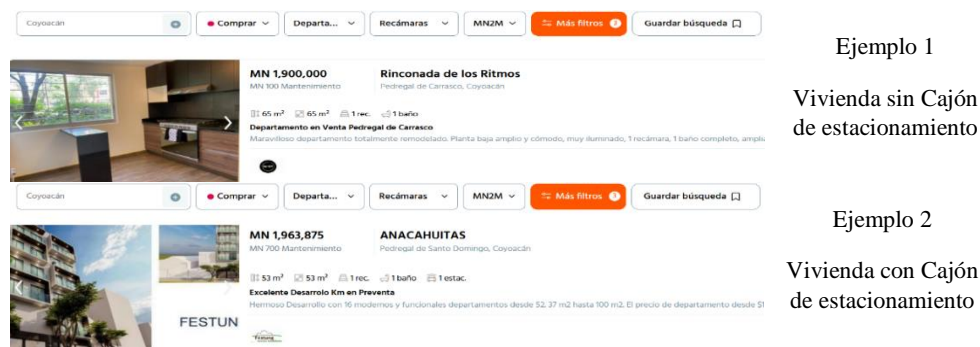 Coyoacán Comprar Departa... Recámaras MN2M Más filtros 2 Guardar búsqueda
MN 1,900,000 Rinconada de los Ritmos
MN 100 Mantenimiento Pedregal de Carrasco, Coyoacán
65 m² 65 m² 1 rec. 1 baño
Departamento en Venta Pedregal de Carrasco
Maravilloso departamento totalmente remodelado. Planta baja amplio y cómodo, muy iluminado, 1 recámara, 1 baño completo, amplia
Ejemplo 1
Vivienda sin Cajón
de estacionamiento
Coyoacán Comprar Departa... Recámaras MN2M Más filtros Guardar búsqueda
MN 1,963,875 ANACAHUITAS
MN 700 Mantenimiento Pedregal de Santo Domingo, Coyoacán
53 m² 53 m² 1 rec. 1 baño 1 estac.
Excelente Desarrolo Km en Preventa
Hermoso Desarrollo con 16 modernos y funcionales departamentos desde 52, 37 m2 hasta 100 m2, El precio de departamento desde $1
FESTUN
Ejemplo 2
Vivienda con Cajón
de estacionamiento